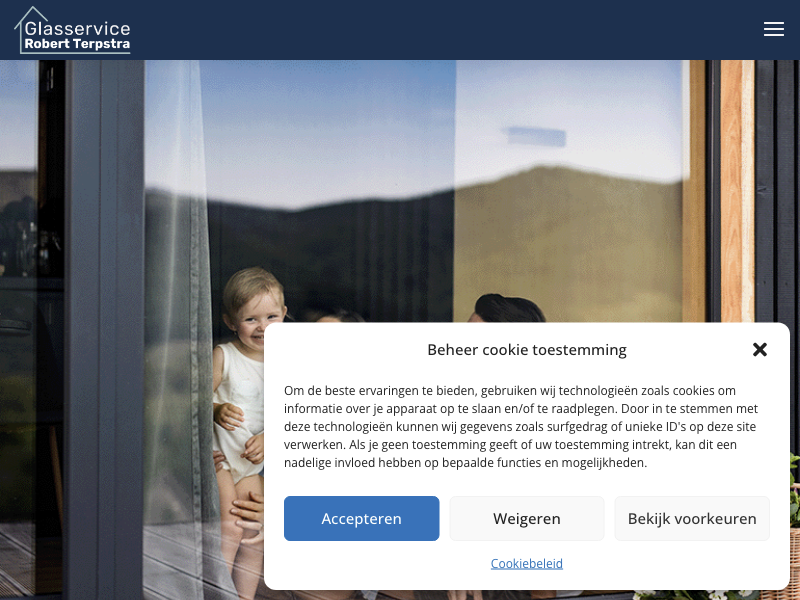 Glasservice
Robert Terpstra
Beheer cookie toestemming
Om de beste ervaringen te bieden, gebruiken wij technologieën zoals cookies om
informatie over je apparaat op te slaan en/of te raadplegen. Door in te stemmen met
deze technologieën kunnen wij gegevens zoals surfgedrag of unieke ID's op deze site
verwerken. Als je geen toestemming geeft of uw toestemming intrekt, kan dit een
nadelige invloed hebben op bepaalde functies en mogelijkheden.
Accepteren
Weigeren
Bekijk voorkeuren
Cookiebeleid